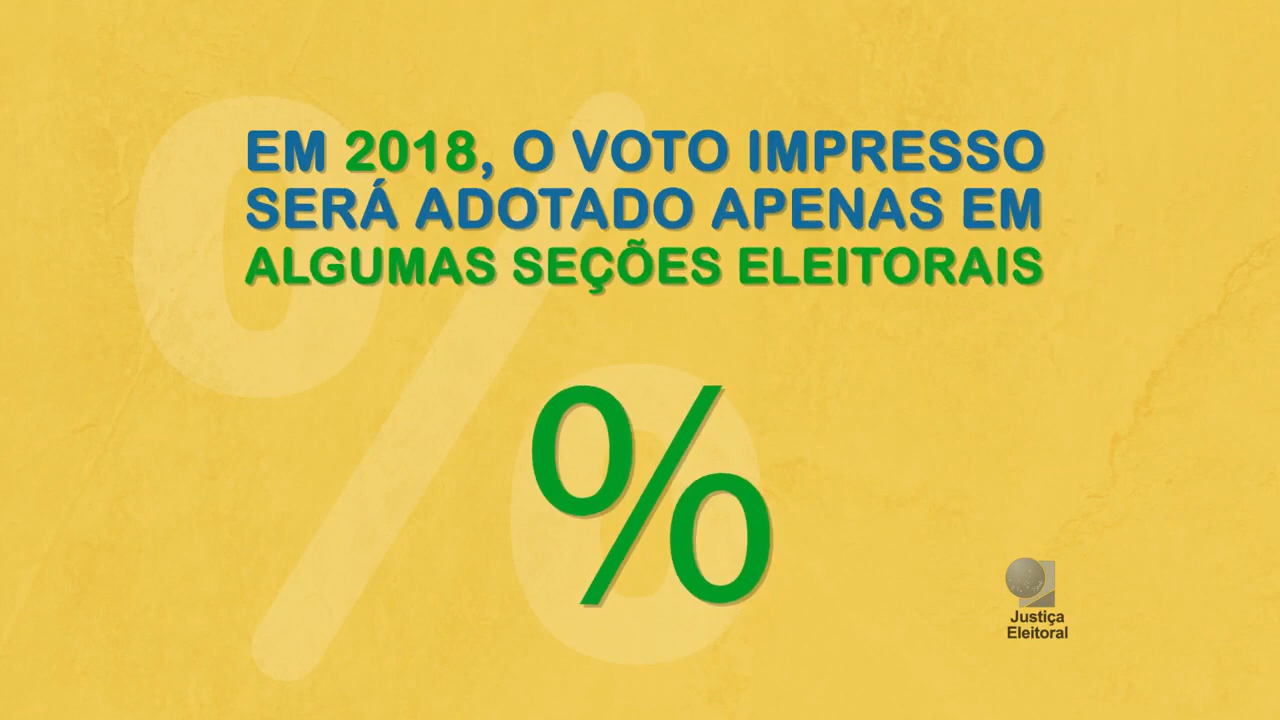 EM 2018, O VOTO IMPRESSO
SERÁ ADOTADO APENAS EM
ALGUMAS SEÇÕES ELEITORAIS
%
Justiça
Eleitoral